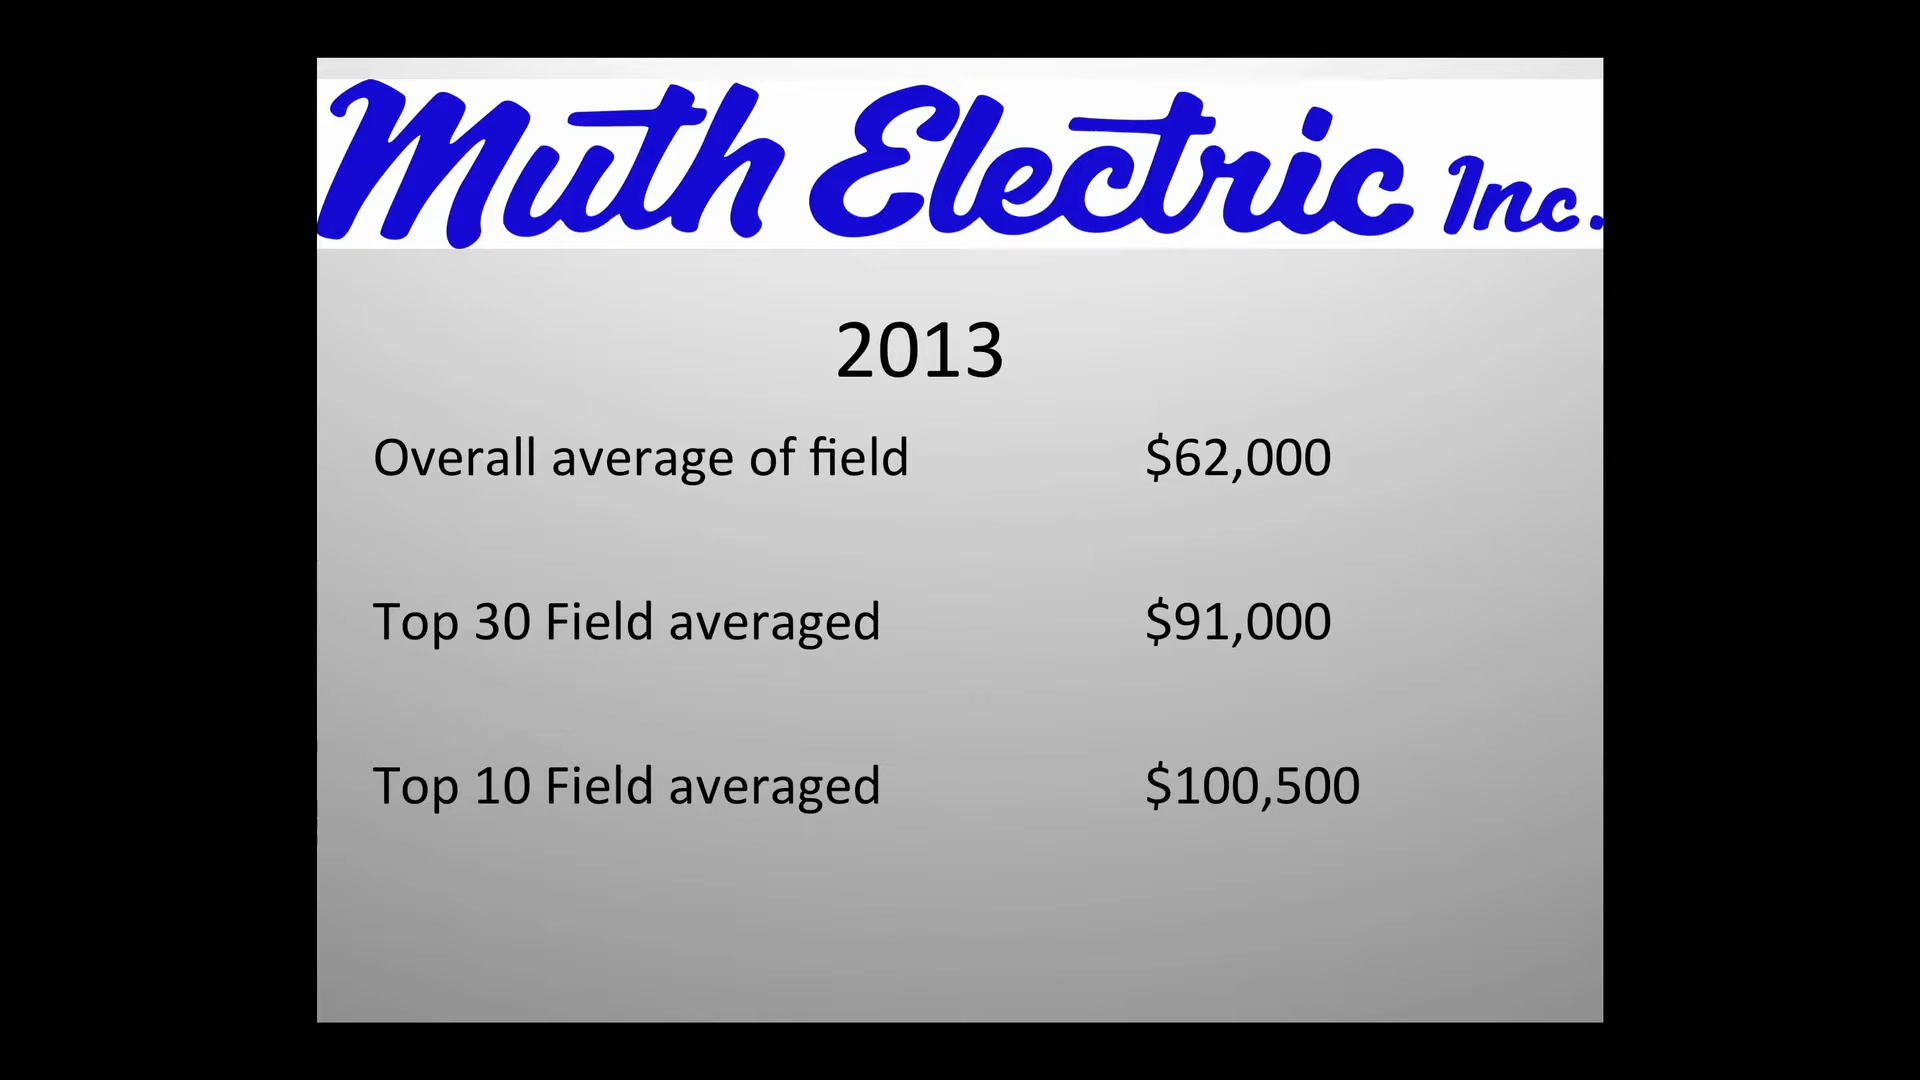 Muth Electric Inc.
2013
Overall average of field $62,000
Top 30 Field averaged $91,000
Top 10 Field averaged $100,500